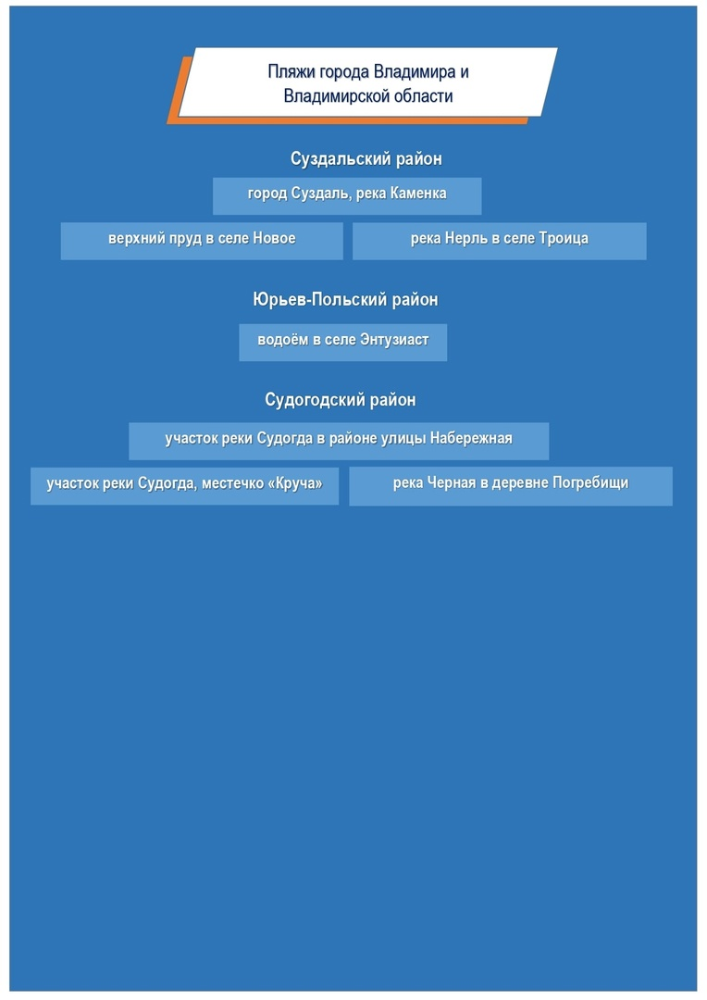 Пляжи города Владимира и
Владимирской области
Суздальский район
город Суздаль, река Каменка
верхний пруд в селе Новое
река Нерль в селе Троица
Юрьев-Польский район
водоём в селе Энтузиаст
Судогодский район
участок реки Судогда в районе улицы Набережная
участок реки Судогда, местечко «Круча»
река Черная в деревне Погребищи